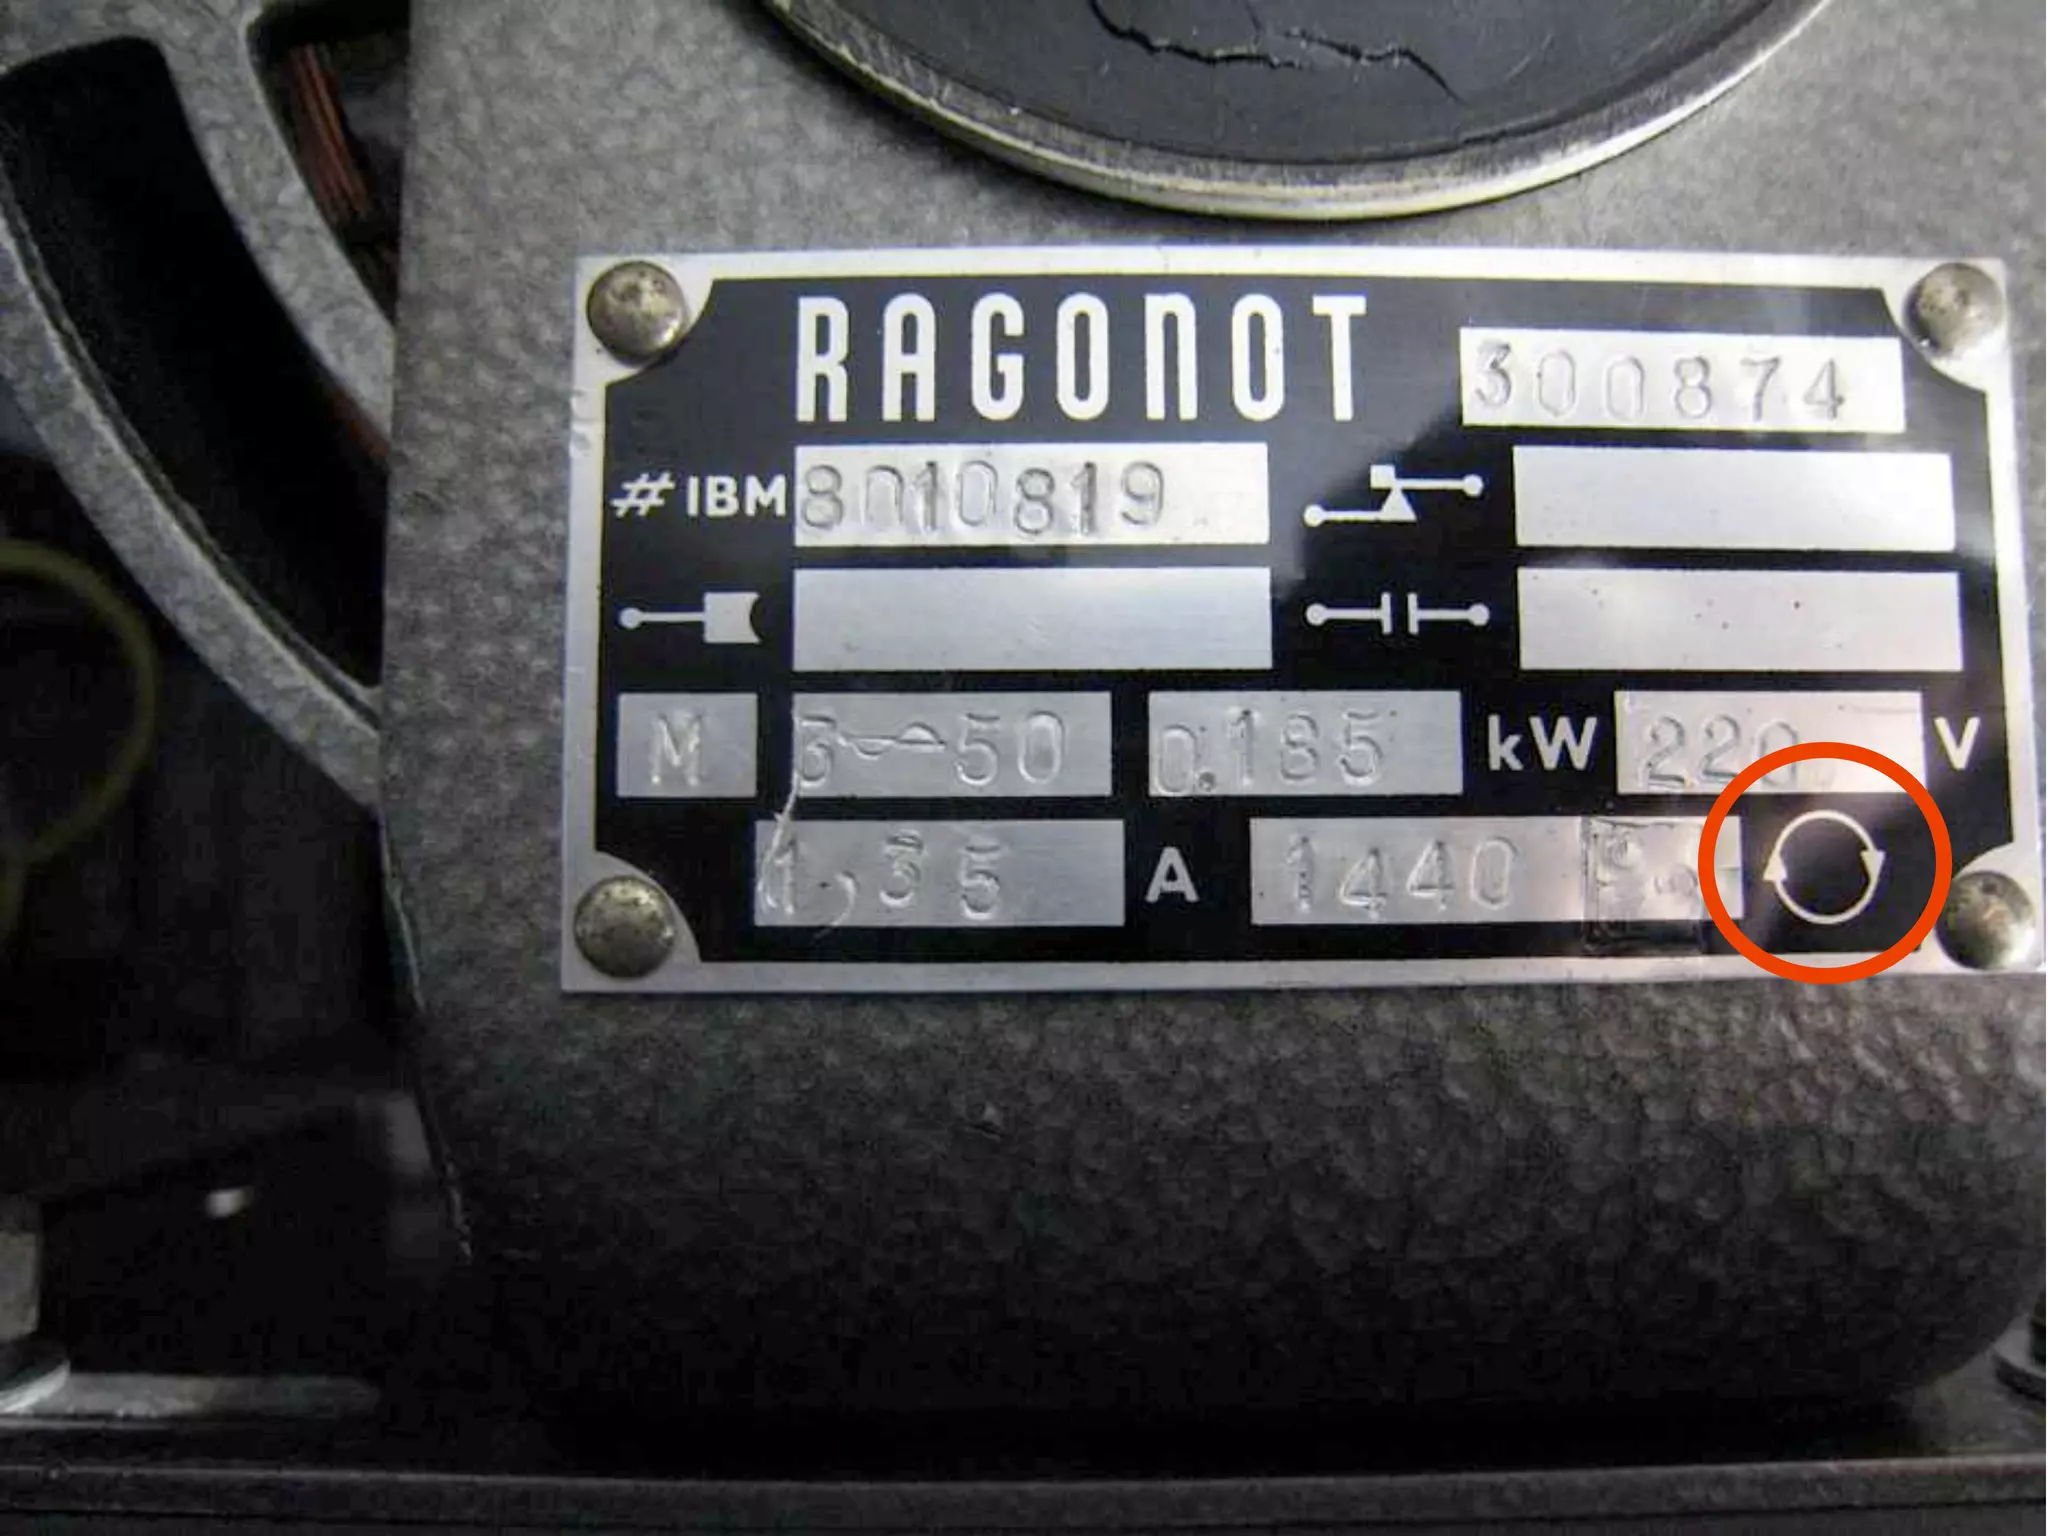 RAGONOT
300874
# IBM 8010819
M 3~50 0.185 kW 220 V
1,35 A 1440